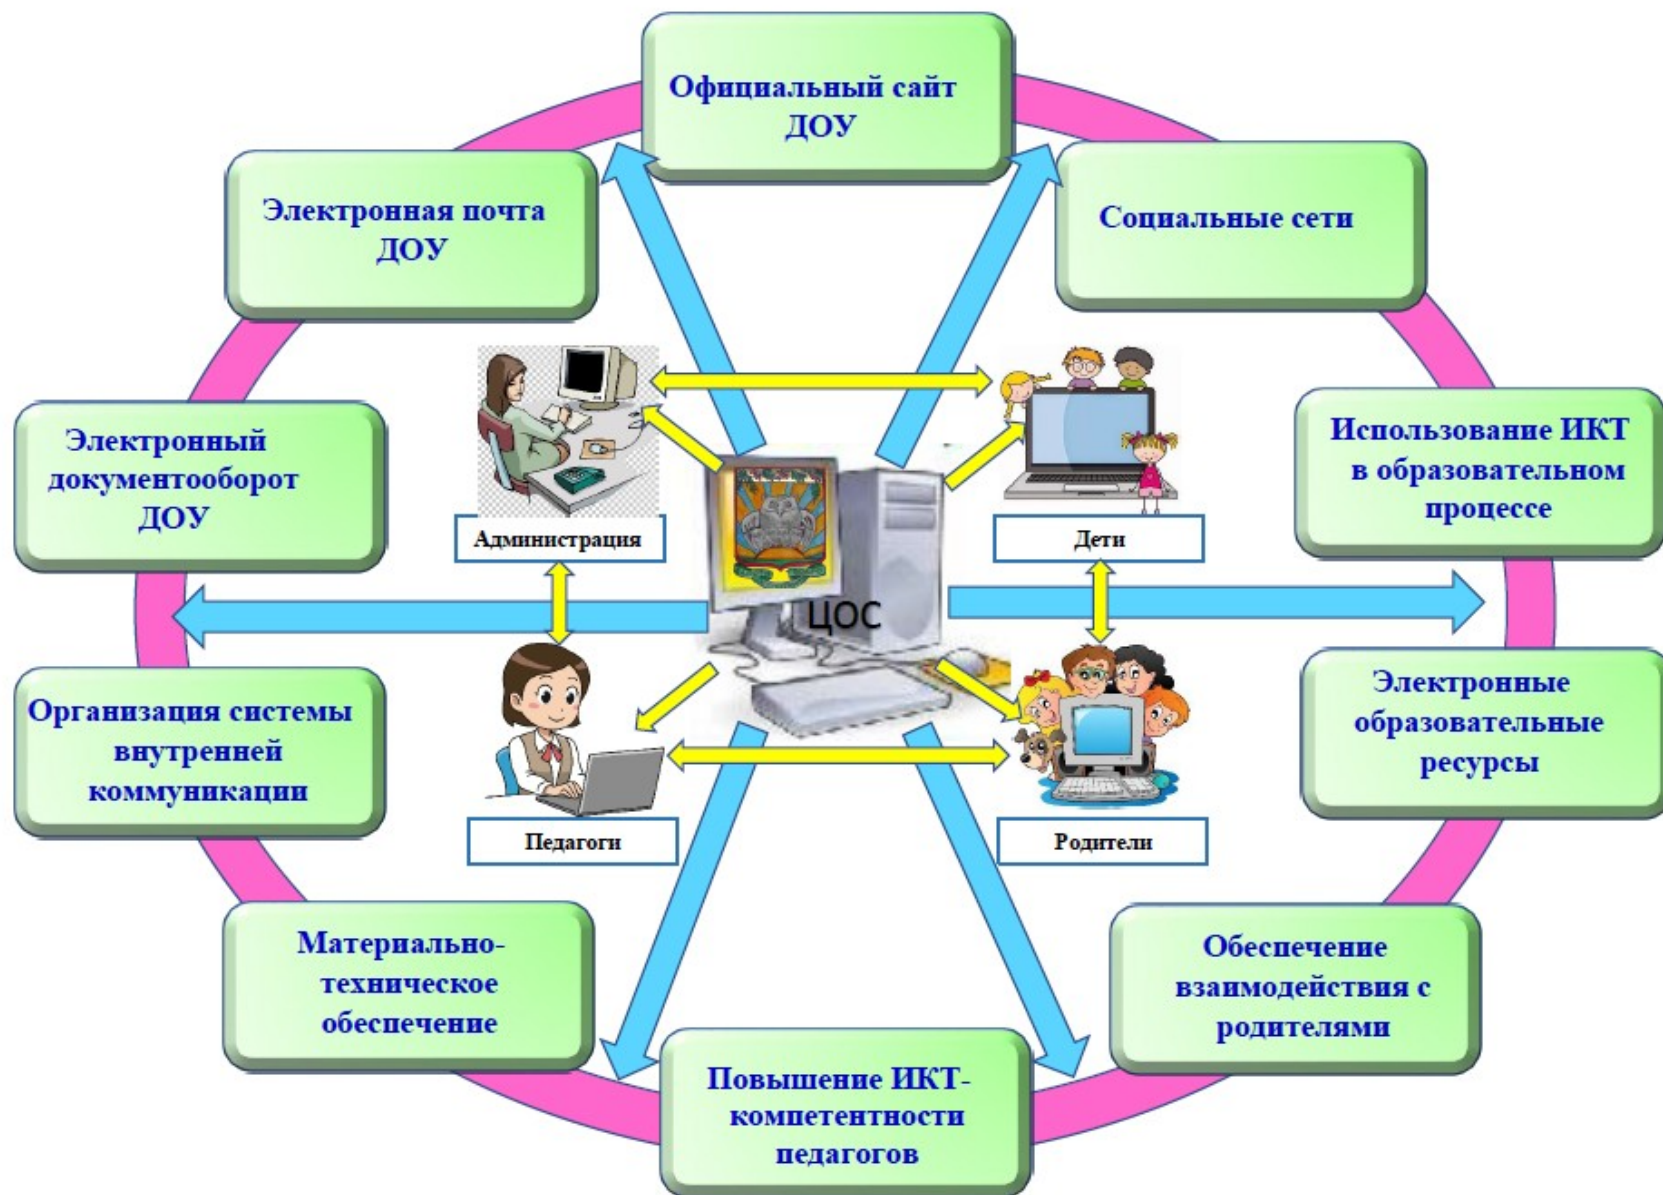 Официальный сайт
ДОУ
Электронная почта
ДОУ
Социальные сети
Электронный
документооборот
ДОУ
Использование ИКТ
в образовательном
процессе
Администрация
Дети
ЦОС
Организация системы
внутренней
коммуникации
Электронные
образовательные
ресурсы
Педагоги
Родители
Материально-
техническое
обеспечение
Обеспечение
взаимодействия с
родителями
Повышение ИКТ-
компетентности
педагогов